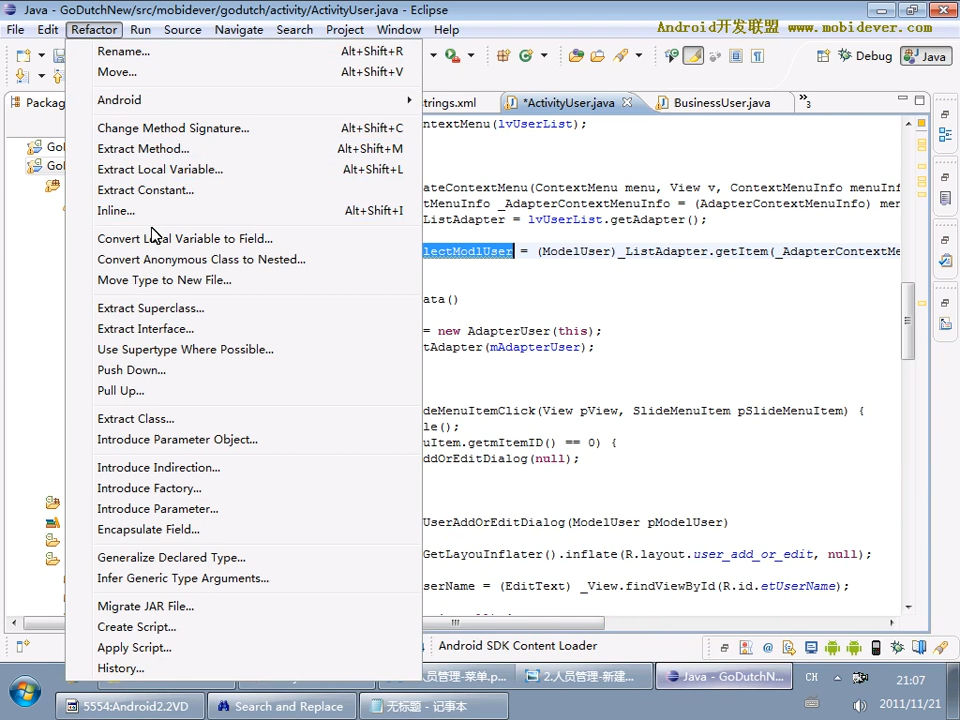 Java - GoDutchNew/src/mobidever/godutch/activity/ActivityUser.java - Eclipse
File Edit Refactor Run Source Navigate Search Project Window Help
Android开发联盟 www.mobidever.com
Debug Java
Packag
trings.xml *ActivityUser.java BusinessUser.java »3
Rename... Alt+Shift+R
Move... Alt+Shift+V
Android
Change Method Signature... Alt+Shift+C
Extract Method... Alt+Shift+M
Extract Local Variable... Alt+Shift+L
Extract Constant...
Inline... Alt+Shift+I
Convert Local Variable to Field...
Convert Anonymous Class to Nested...
Move Type to New File...
Extract Superclass...
Extract Interface...
Use Supertype Where Possible...
Push Down...
Pull Up...
Extract Class...
Introduce Parameter Object...
Introduce Indirection...
Introduce Factory...
Introduce Parameter...
Encapsulate Field...
Generalize Declared Type...
Infer Generic Type Arguments...
Migrate JAR File...
Create Script...
Apply Script...
History...
ntextMenu(lvUserList);
ateContextMenu(ContextMenu menu, View v, ContextMenuInfo menuInf
MenuInfo _AdapterContextMenuInfo = (AdapterContextMenuInfo) men
ListAdapter = lvUserList.getAdapter();
lectModlUser = (ModelUser)_ListAdapter.getItem(_AdapterContextMe
ata()
= new AdapterUser(this);
tAdapter(mAdapterUser);
deMenuItemClick(View pView, SlideMenuItem pSlideMenuItem) {
le();
uItem.getmItemID() == 0) {
ddOrEditDialog(null);
UserAddOrEditDialog(ModelUser pModelUser)
GetLayouInflater().inflate(R.layout.user_add_or_edit, null);
serName = (EditText) _View.findViewById(R.id.etUserName);
Android SDK Content Loader
人员管理-菜单.p... 2.人员管理-新建... Java - GoDutchN... CH
5554:Android2.2VD Search and Replace 无标题 - 记事本
21:07
2011/11/21